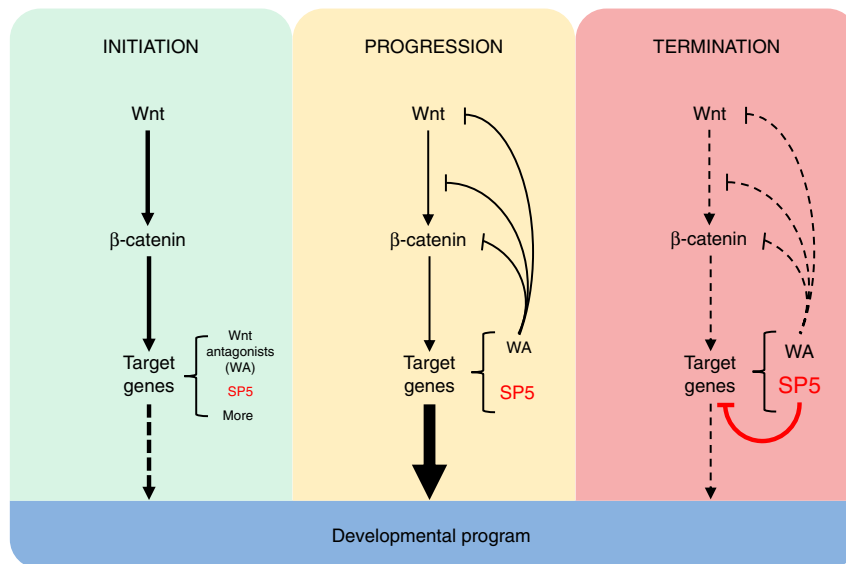 INITIATION
Wnt
β-catenin
Target
genes
Wnt
antagonists
(WA)
SP5
More
PROGRESSION
Wnt
β-catenin
Target
genes
WA
SP5
TERMINATION
Wnt
β-catenin
Target
genes
WA
SP5
Developmental program